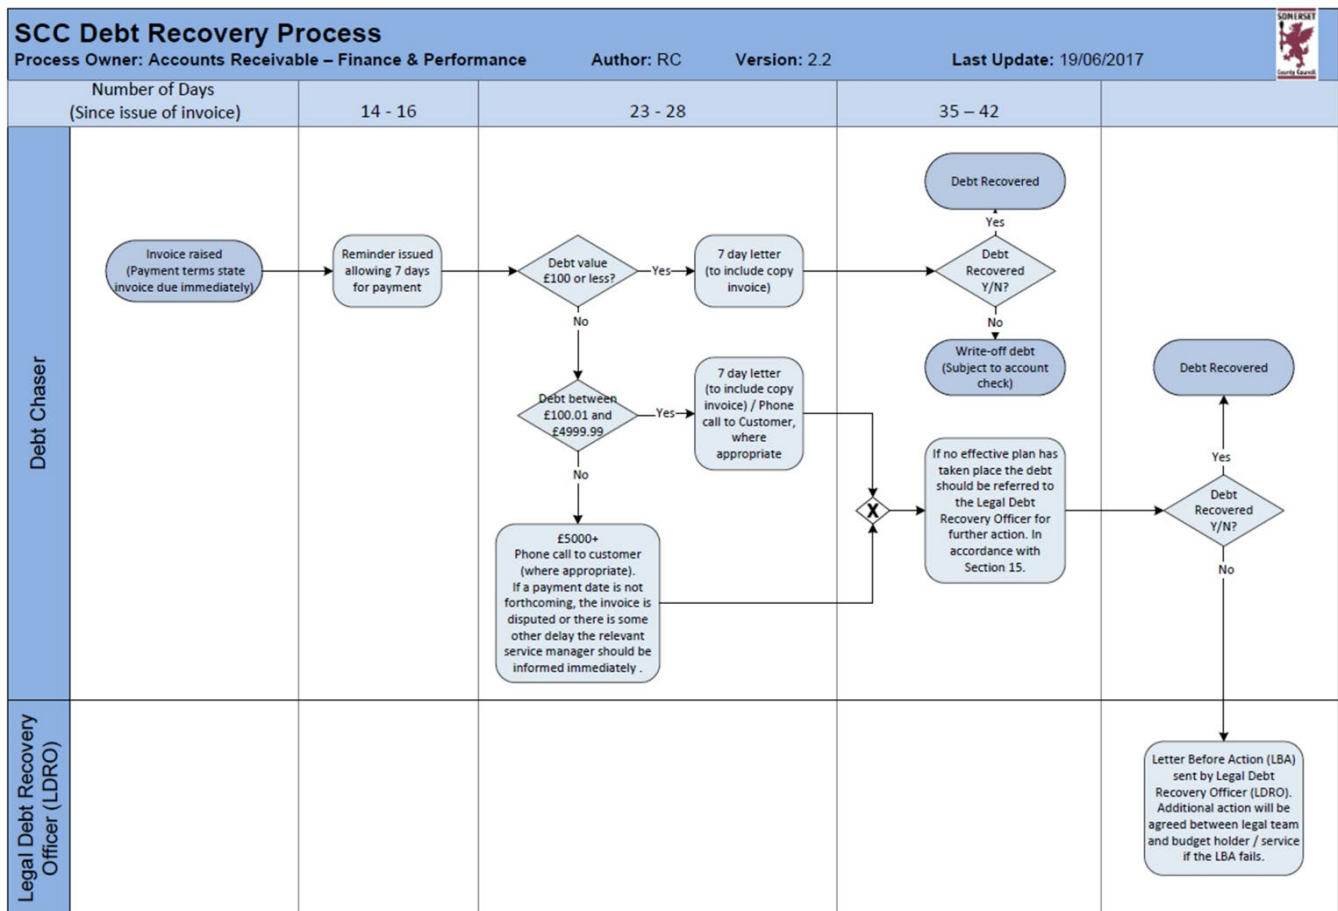 SCC Debt Recovery Process
Process Owner: Accounts Receivable – Finance & Performance Author: RC Version: 2.2 Last Update: 19/06/2017
SOMERSET
County Council
Number of Days
(Since issue of invoice)
14 - 16
23 - 28
35 – 42
Debt Chaser
Invoice raised
(Payment terms state
invoice due immediately)
Reminder issued
allowing 7 days
for payment
Debt value
£100 or less?
Yes
7 day letter
(to include copy
invoice)
Debt
Recovered
Y/N?
Yes
Debt Recovered
No
Write-off debt
(Subject to account
check)
No
Debt between
£100.01 and
£4999.99
Yes
7 day letter
(to include copy
invoice) / Phone
call to Customer,
where
appropriate
No
£5000+
Phone call to customer
(where appropriate).
If a payment date is not
forthcoming, the invoice is
disputed or there is some
other delay the relevant
service manager should be
informed immediately .
X
If no effective plan has
taken place the debt
should be referred to
the Legal Debt
Recovery Officer for
further action. In
accordance with
Section 15.
Debt
Recovered
Y/N?
Yes
Debt Recovered
No
Legal Debt Recovery
Officer (LDRO)
Letter Before Action (LBA)
sent by Legal Debt
Recovery Officer (LDRO).
Additional action will be
agreed between legal team
and budget holder / service
if the LBA fails.